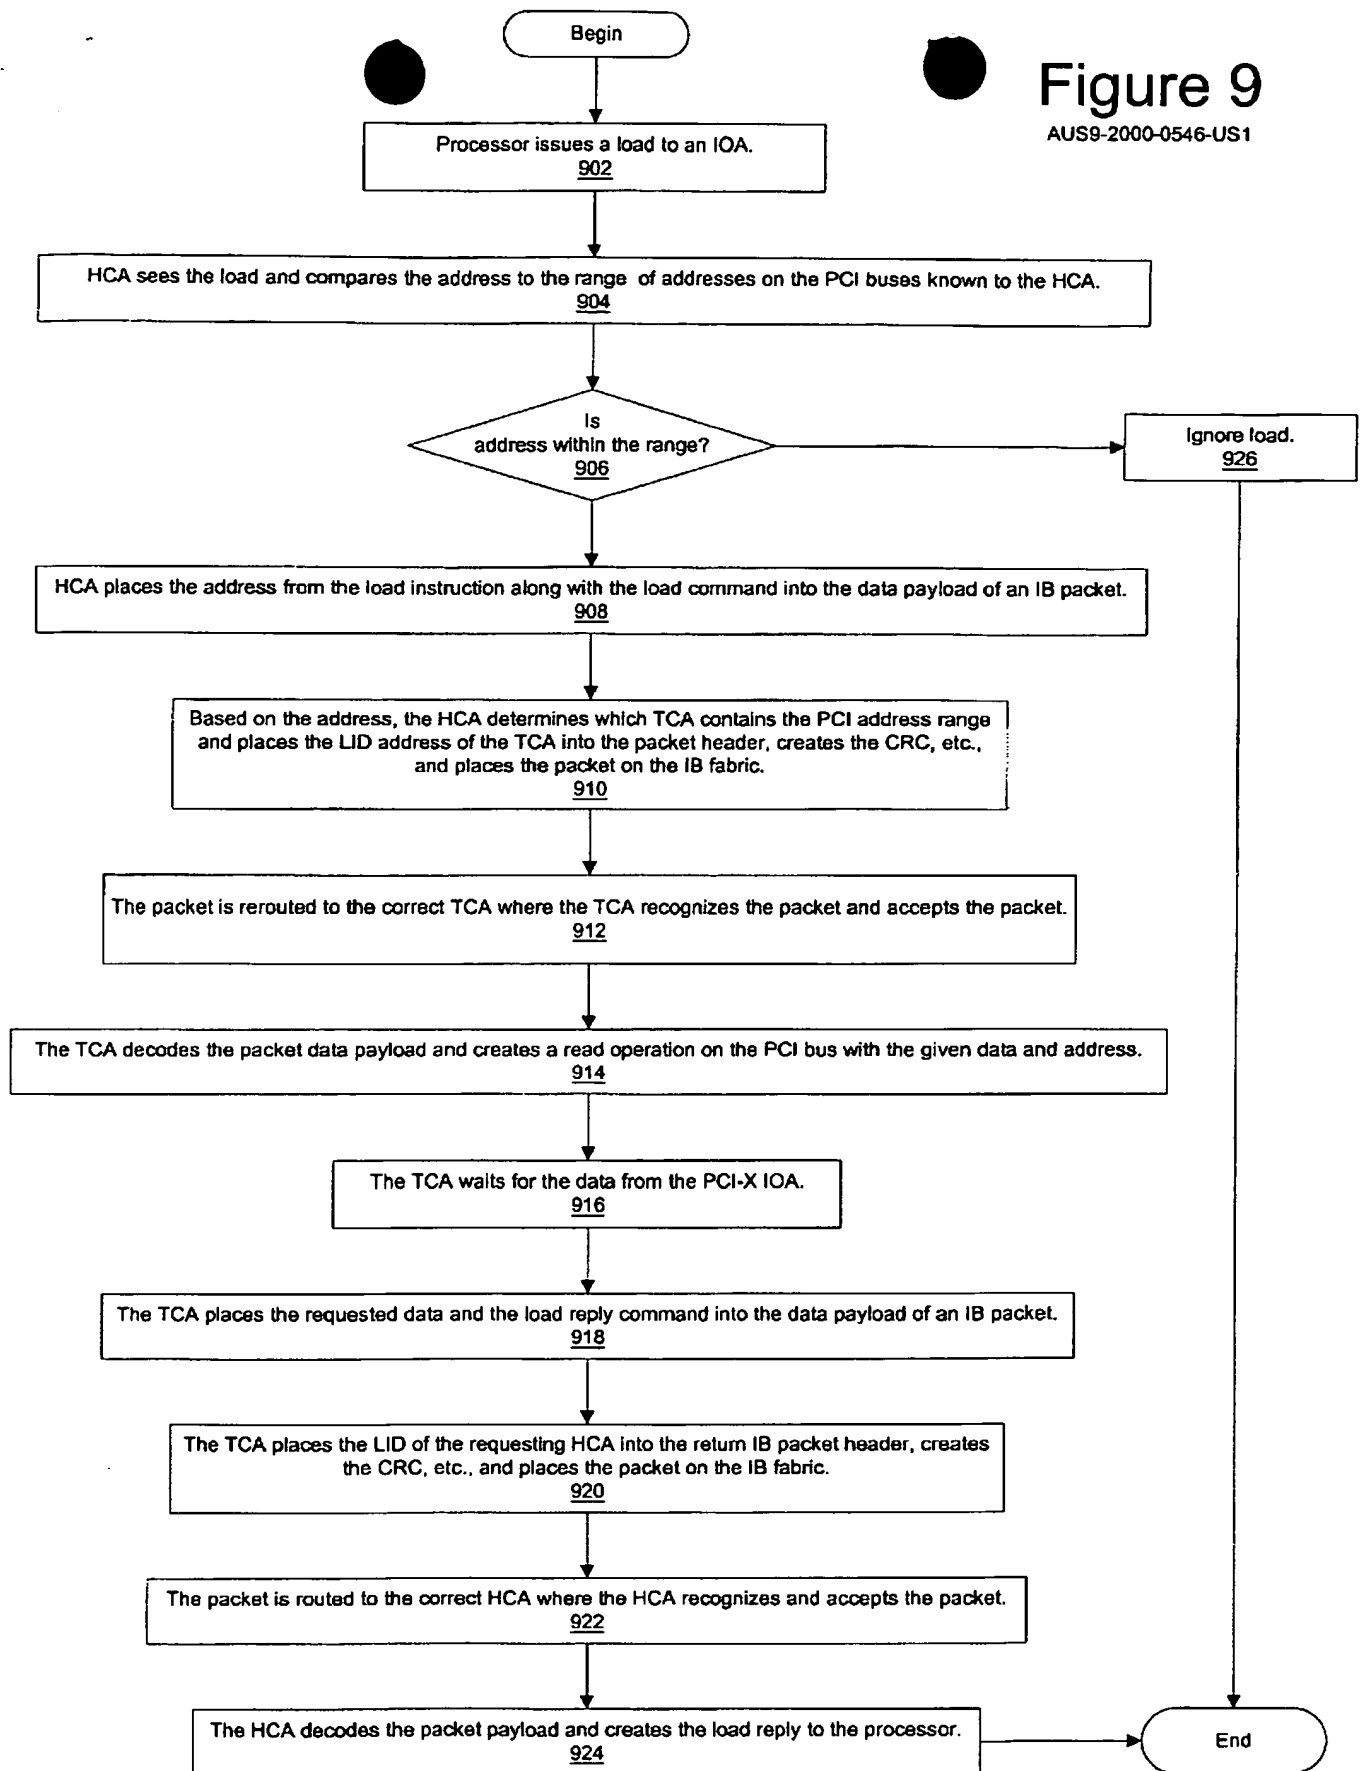 Begin
Figure 9
AUS9-2000-0546-US1
Processor issues a load to an IOA.
902
HCA sees the load and compares the address to the range of addresses on the PCI buses known to the HCA.
904
Is
address within the range?
906
Ignore load.
926
HCA places the address from the load instruction along with the load command into the data payload of an IB packet.
908
Based on the address, the HCA determines which TCA contains the PCI address range
and places the LID address of the TCA into the packet header, creates the CRC, etc.,
and places the packet on the IB fabric.
910
The packet is rerouted to the correct TCA where the TCA recognizes the packet and accepts the packet.
912
The TCA decodes the packet data payload and creates a read operation on the PCI bus with the given data and address.
914
The TCA waits for the data from the PCI-X IOA.
916
The TCA places the requested data and the load reply command into the data payload of an IB packet.
918
The TCA places the LID of the requesting HCA into the return IB packet header, creates
the CRC, etc., and places the packet on the IB fabric.
920
The packet is routed to the correct HCA where the HCA recognizes and accepts the packet.
922
The HCA decodes the packet payload and creates the load reply to the processor.
924
End